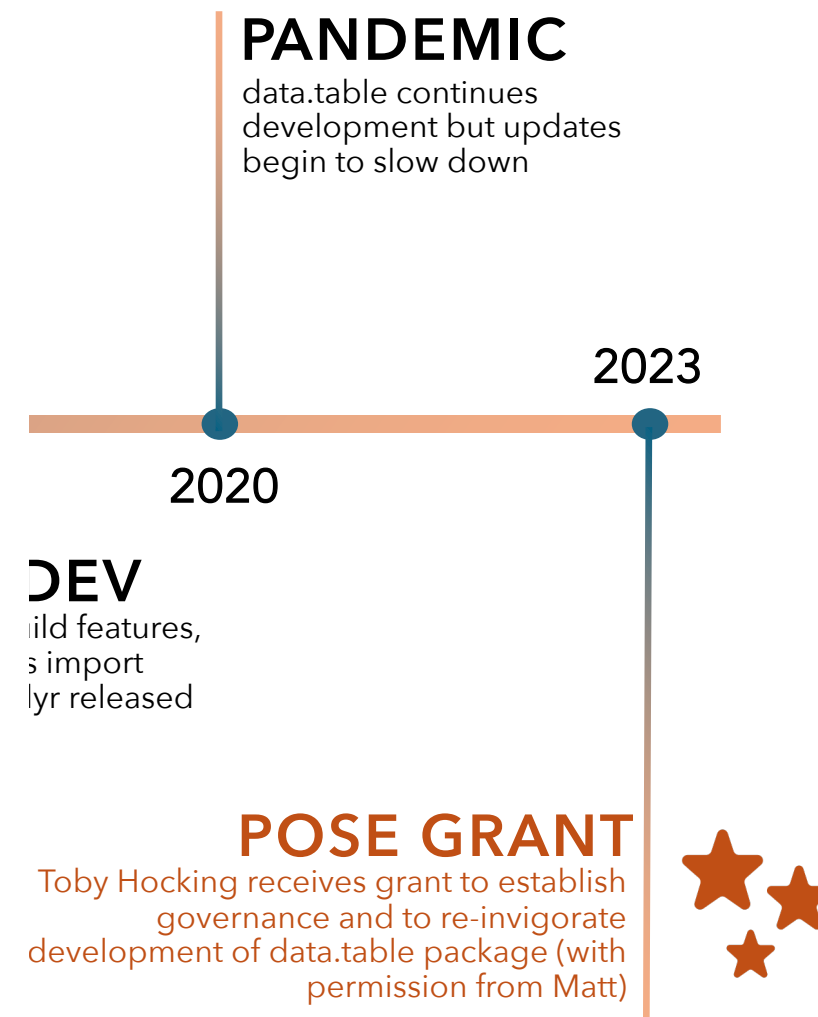 PANDEMIC
data.table continues
development but updates
begin to slow down
2023
2020
DEV
features,
import
released
POSE GRANT
Toby Hocking receives grant to establish
governance and to re-invigorate
development of data.table package (with
permission from Matt)